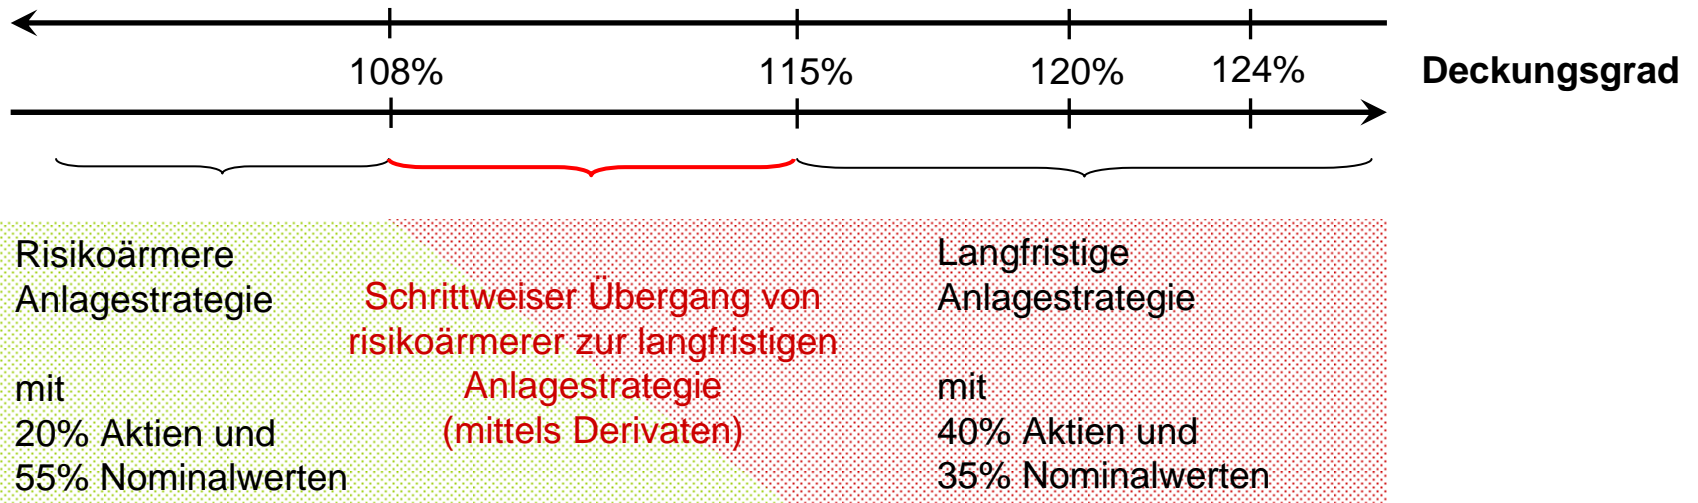 108%
115%
120%
124%
Deckungsgrad
Risikoärmere
Anlagestrategie
mit
20% Aktien und
55% Nominalwerten
Schrittweiser Übergang von
risikoärmerer zur langfristigen
Anlagestrategie
(mittels Derivaten)
Langfristige
Anlagestrategie
mit
40% Aktien und
35% Nominalwerten